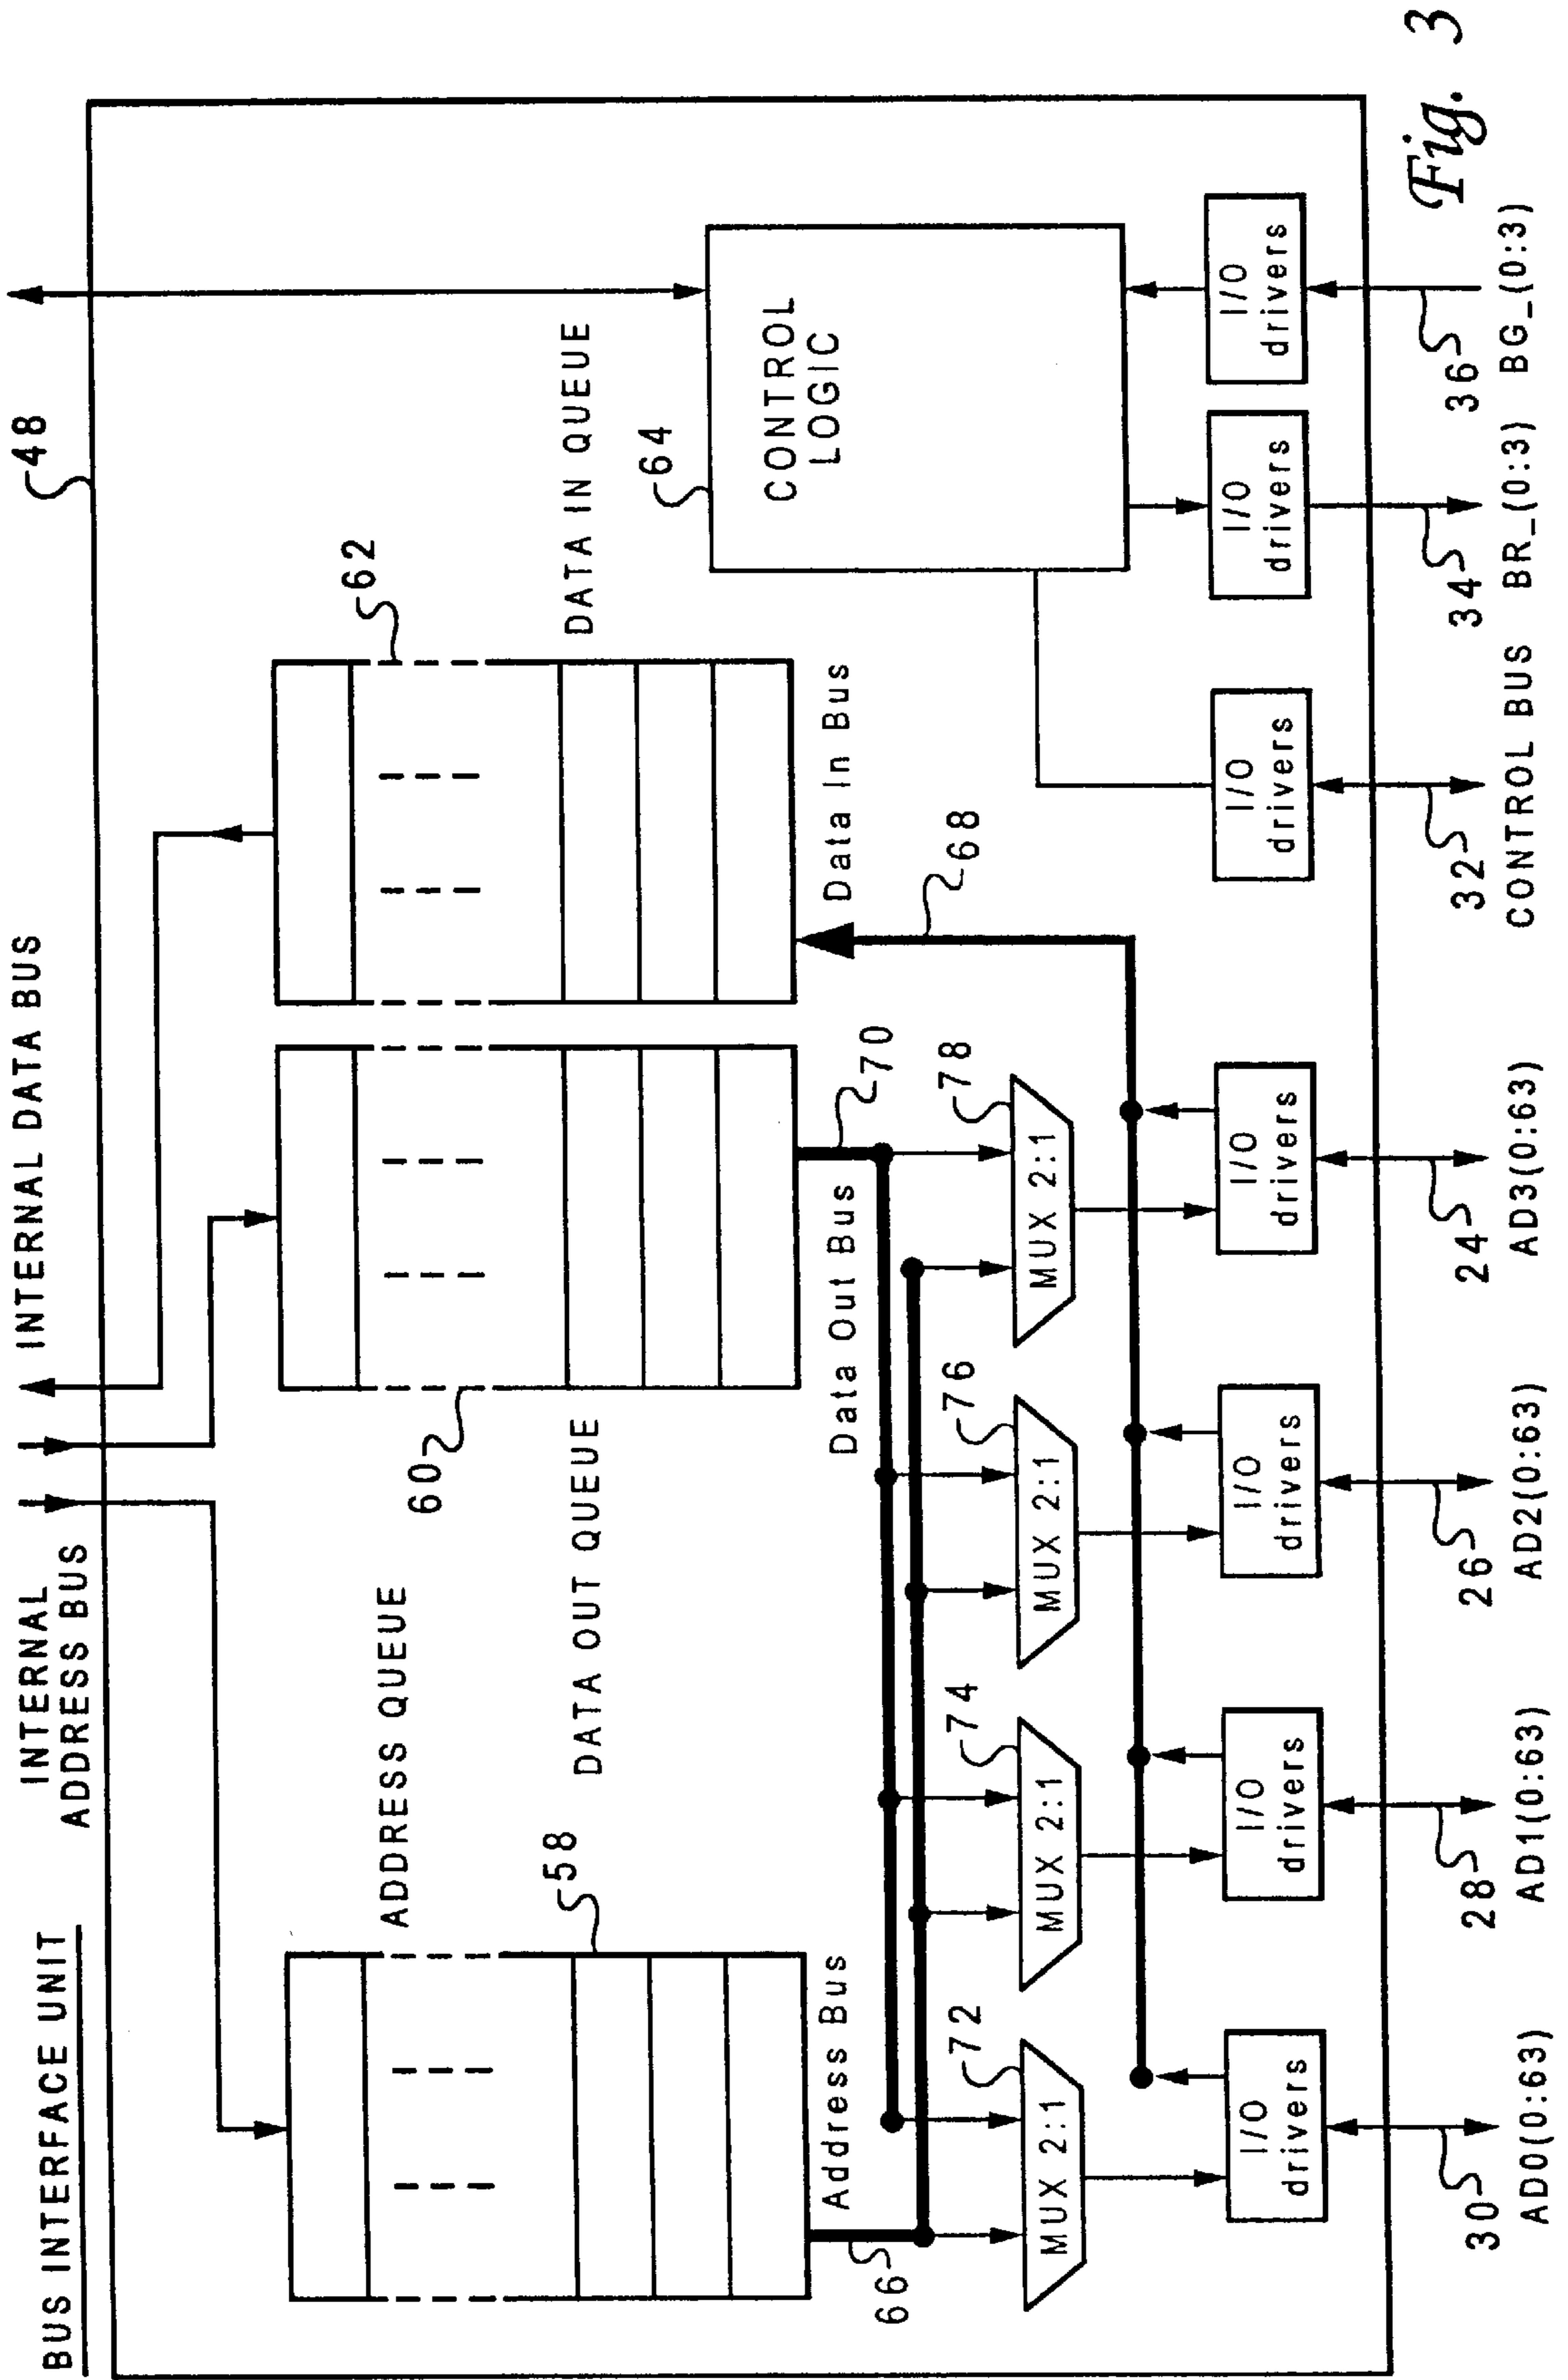 BUS INTERFACE UNIT
INTERNAL
ADDRESS BUS
INTERNAL DATA BUS
48
ADDRESS QUEUE
58
60
DATA OUT QUEUE
62
DATA IN QUEUE
64
CONTROL
LOGIC
Address Bus
66
Data Out Bus
70
Data In Bus
68
72
74
76
78
MUX 2:1
MUX 2:1
MUX 2:1
MUX 2:1
I/O
drivers
I/O
drivers
I/O
drivers
I/O
drivers
I/O
drivers
I/O
drivers
I/O
drivers
30
28
26
24
32
34
36
AD0(0:63)
AD1(0:63)
AD2(0:63)
AD3(0:63)
CONTROL BUS
BR_(0:3)
BG_(0:3)
Fig. 3